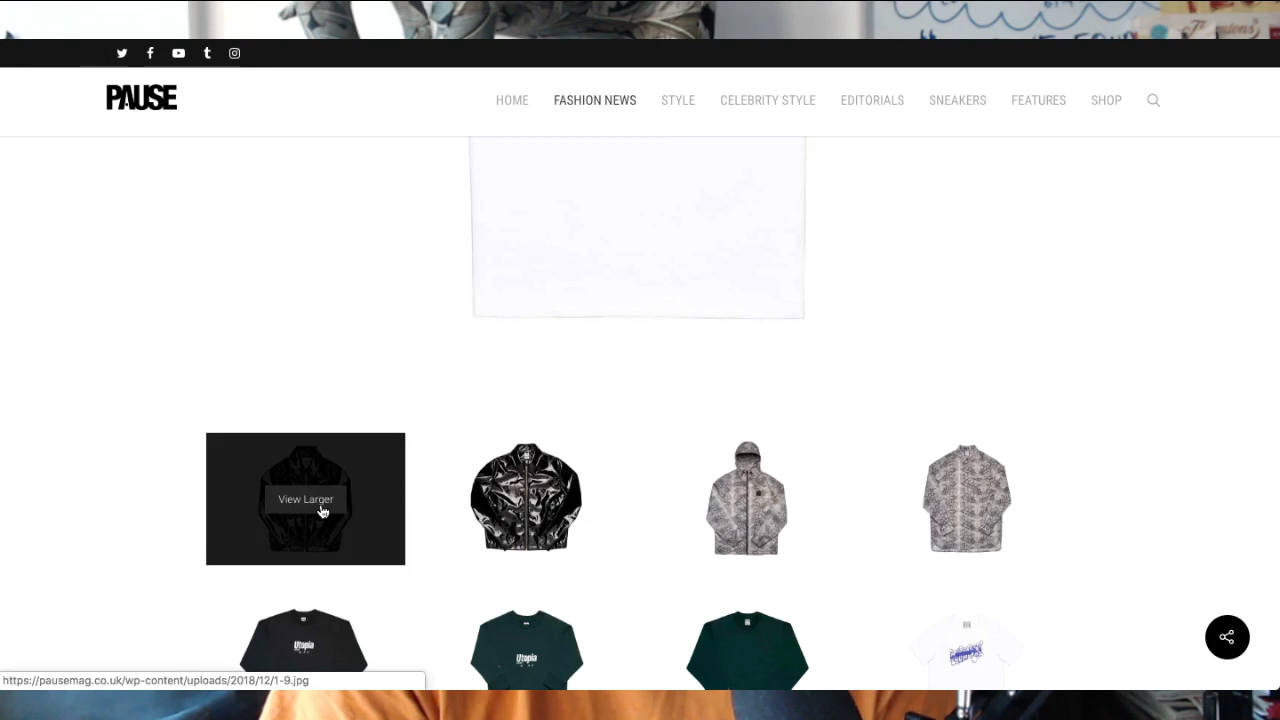 PAUSE
HOME FASHION NEWS STYLE CELEBRITY STYLE EDITORIALS SNEAKERS FEATURES SHOP
View Larger
Utopia
Utopia
https://pausemag.co.uk/wp-content/uploads/2018/12/1-9.jpg